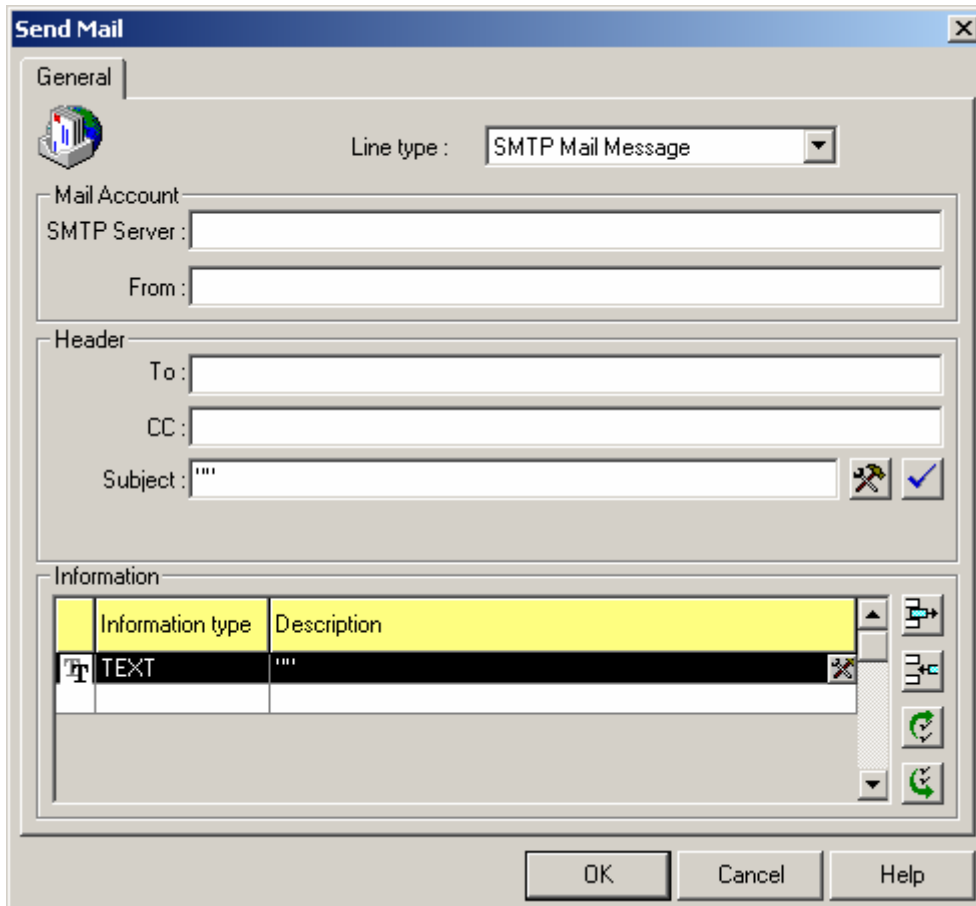 Send Mail
General
Line type : SMTP Mail Message
Mail Account
SMTP Server :
From :
Header
To :
CC :
Subject : ""
Information
Information type Description
TEXT ""
OK Cancel Help